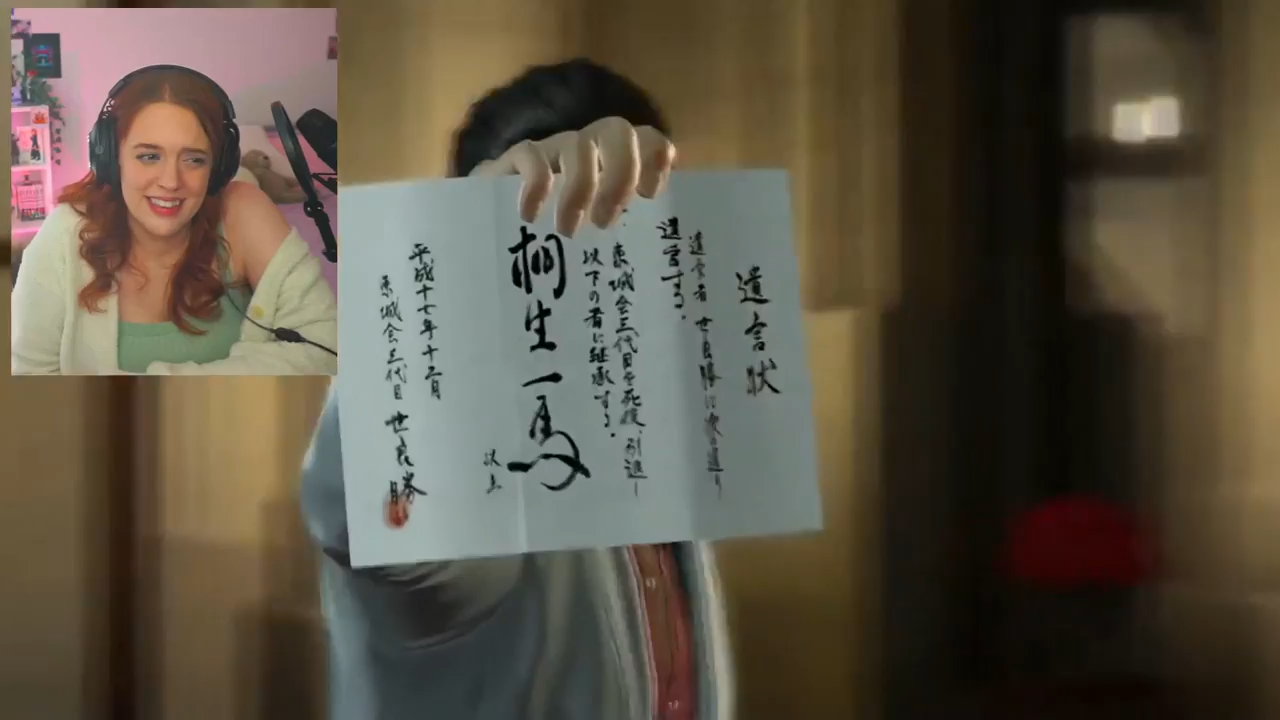 遺言状
遺言者 世良勝は次の通り
遺言する。
東城会三代目を死後、引退し
以下の者に継承する。
桐生一馬
以上
平成十七年十二月
東城会三代目 世良勝